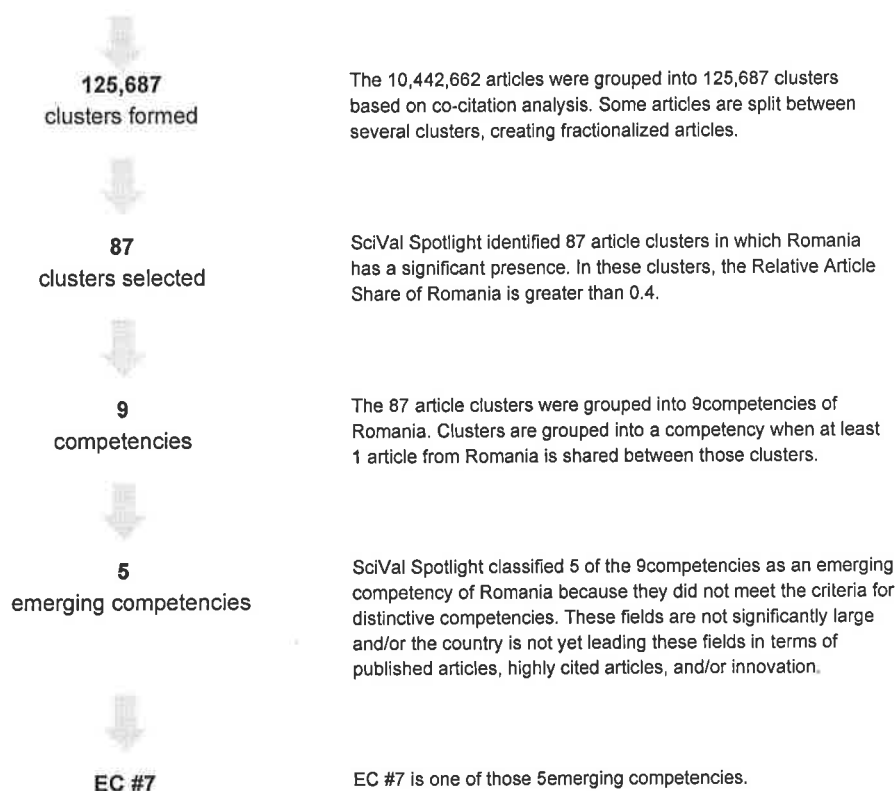 125,687
clusters formed
The 10,442,662 articles were grouped into 125,687 clusters
based on co-citation analysis. Some articles are split between
several clusters, creating fractionalized articles.
87
clusters selected
SciVal Spotlight identified 87 article clusters in which Romania
has a significant presence. In these clusters, the Relative Article
Share of Romania is greater than 0.4.
9
competencies
The 87 article clusters were grouped into 9competencies of
Romania. Clusters are grouped into a competency when at least
1 article from Romania is shared between those clusters.
5
emerging competencies
SciVal Spotlight classified 5 of the 9competencies as an emerging
competency of Romania because they did not meet the criteria for
distinctive competencies. These fields are not significantly large
and/or the country is not yet leading these fields in terms of
published articles, highly cited articles, and/or innovation.
EC #7
EC #7 is one of those 5emerging competencies.